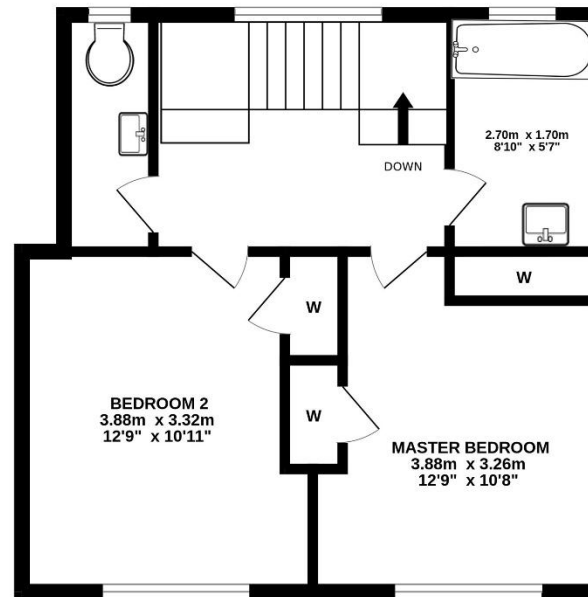 2.70m x 1.70m
8'10" x 5'7"
DOWN
W
W
W
BEDROOM 2
3.88m x 3.32m
12'9" x 10'11"
MASTER BEDROOM
3.88m x 3.26m
12'9" x 10'8"